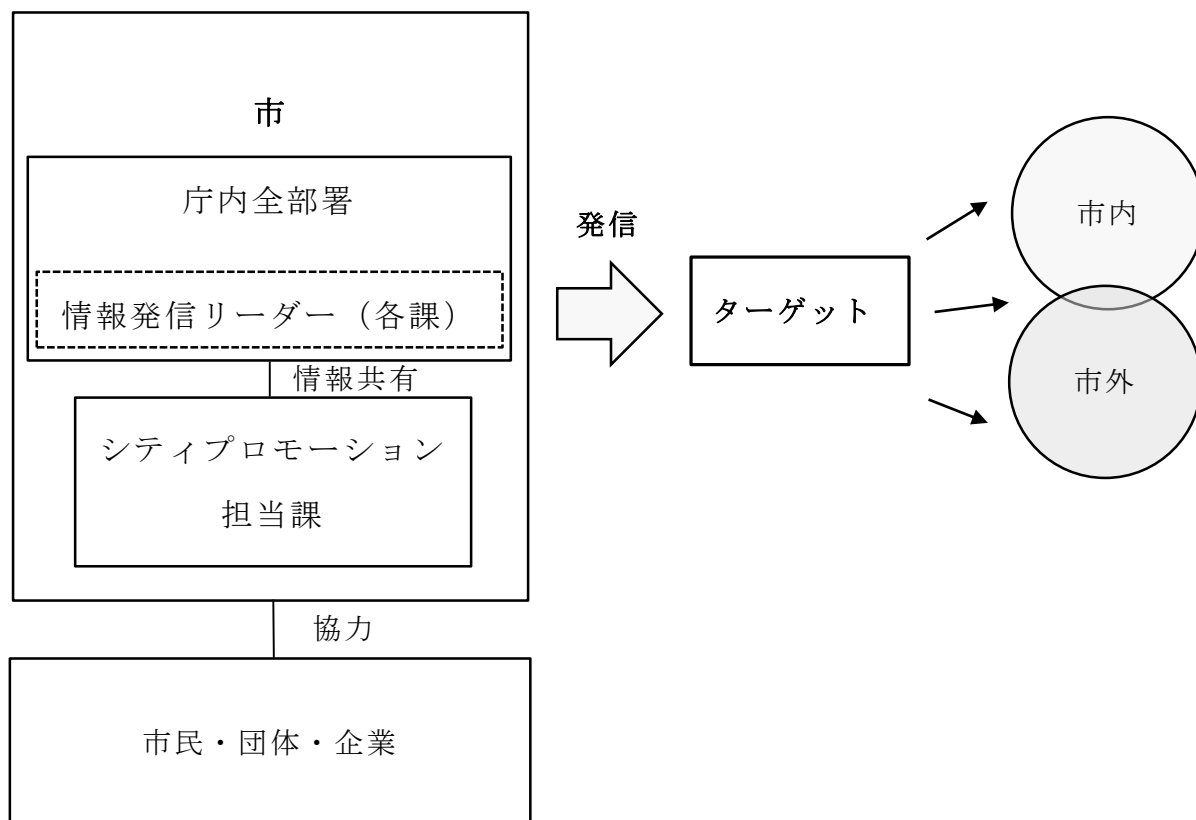 市
庁内全部署
情報発信リーダー（各課）
情報共有
シティプロモーション
担当課
協力
市民・団体・企業
発信
ターゲット
市内
市外